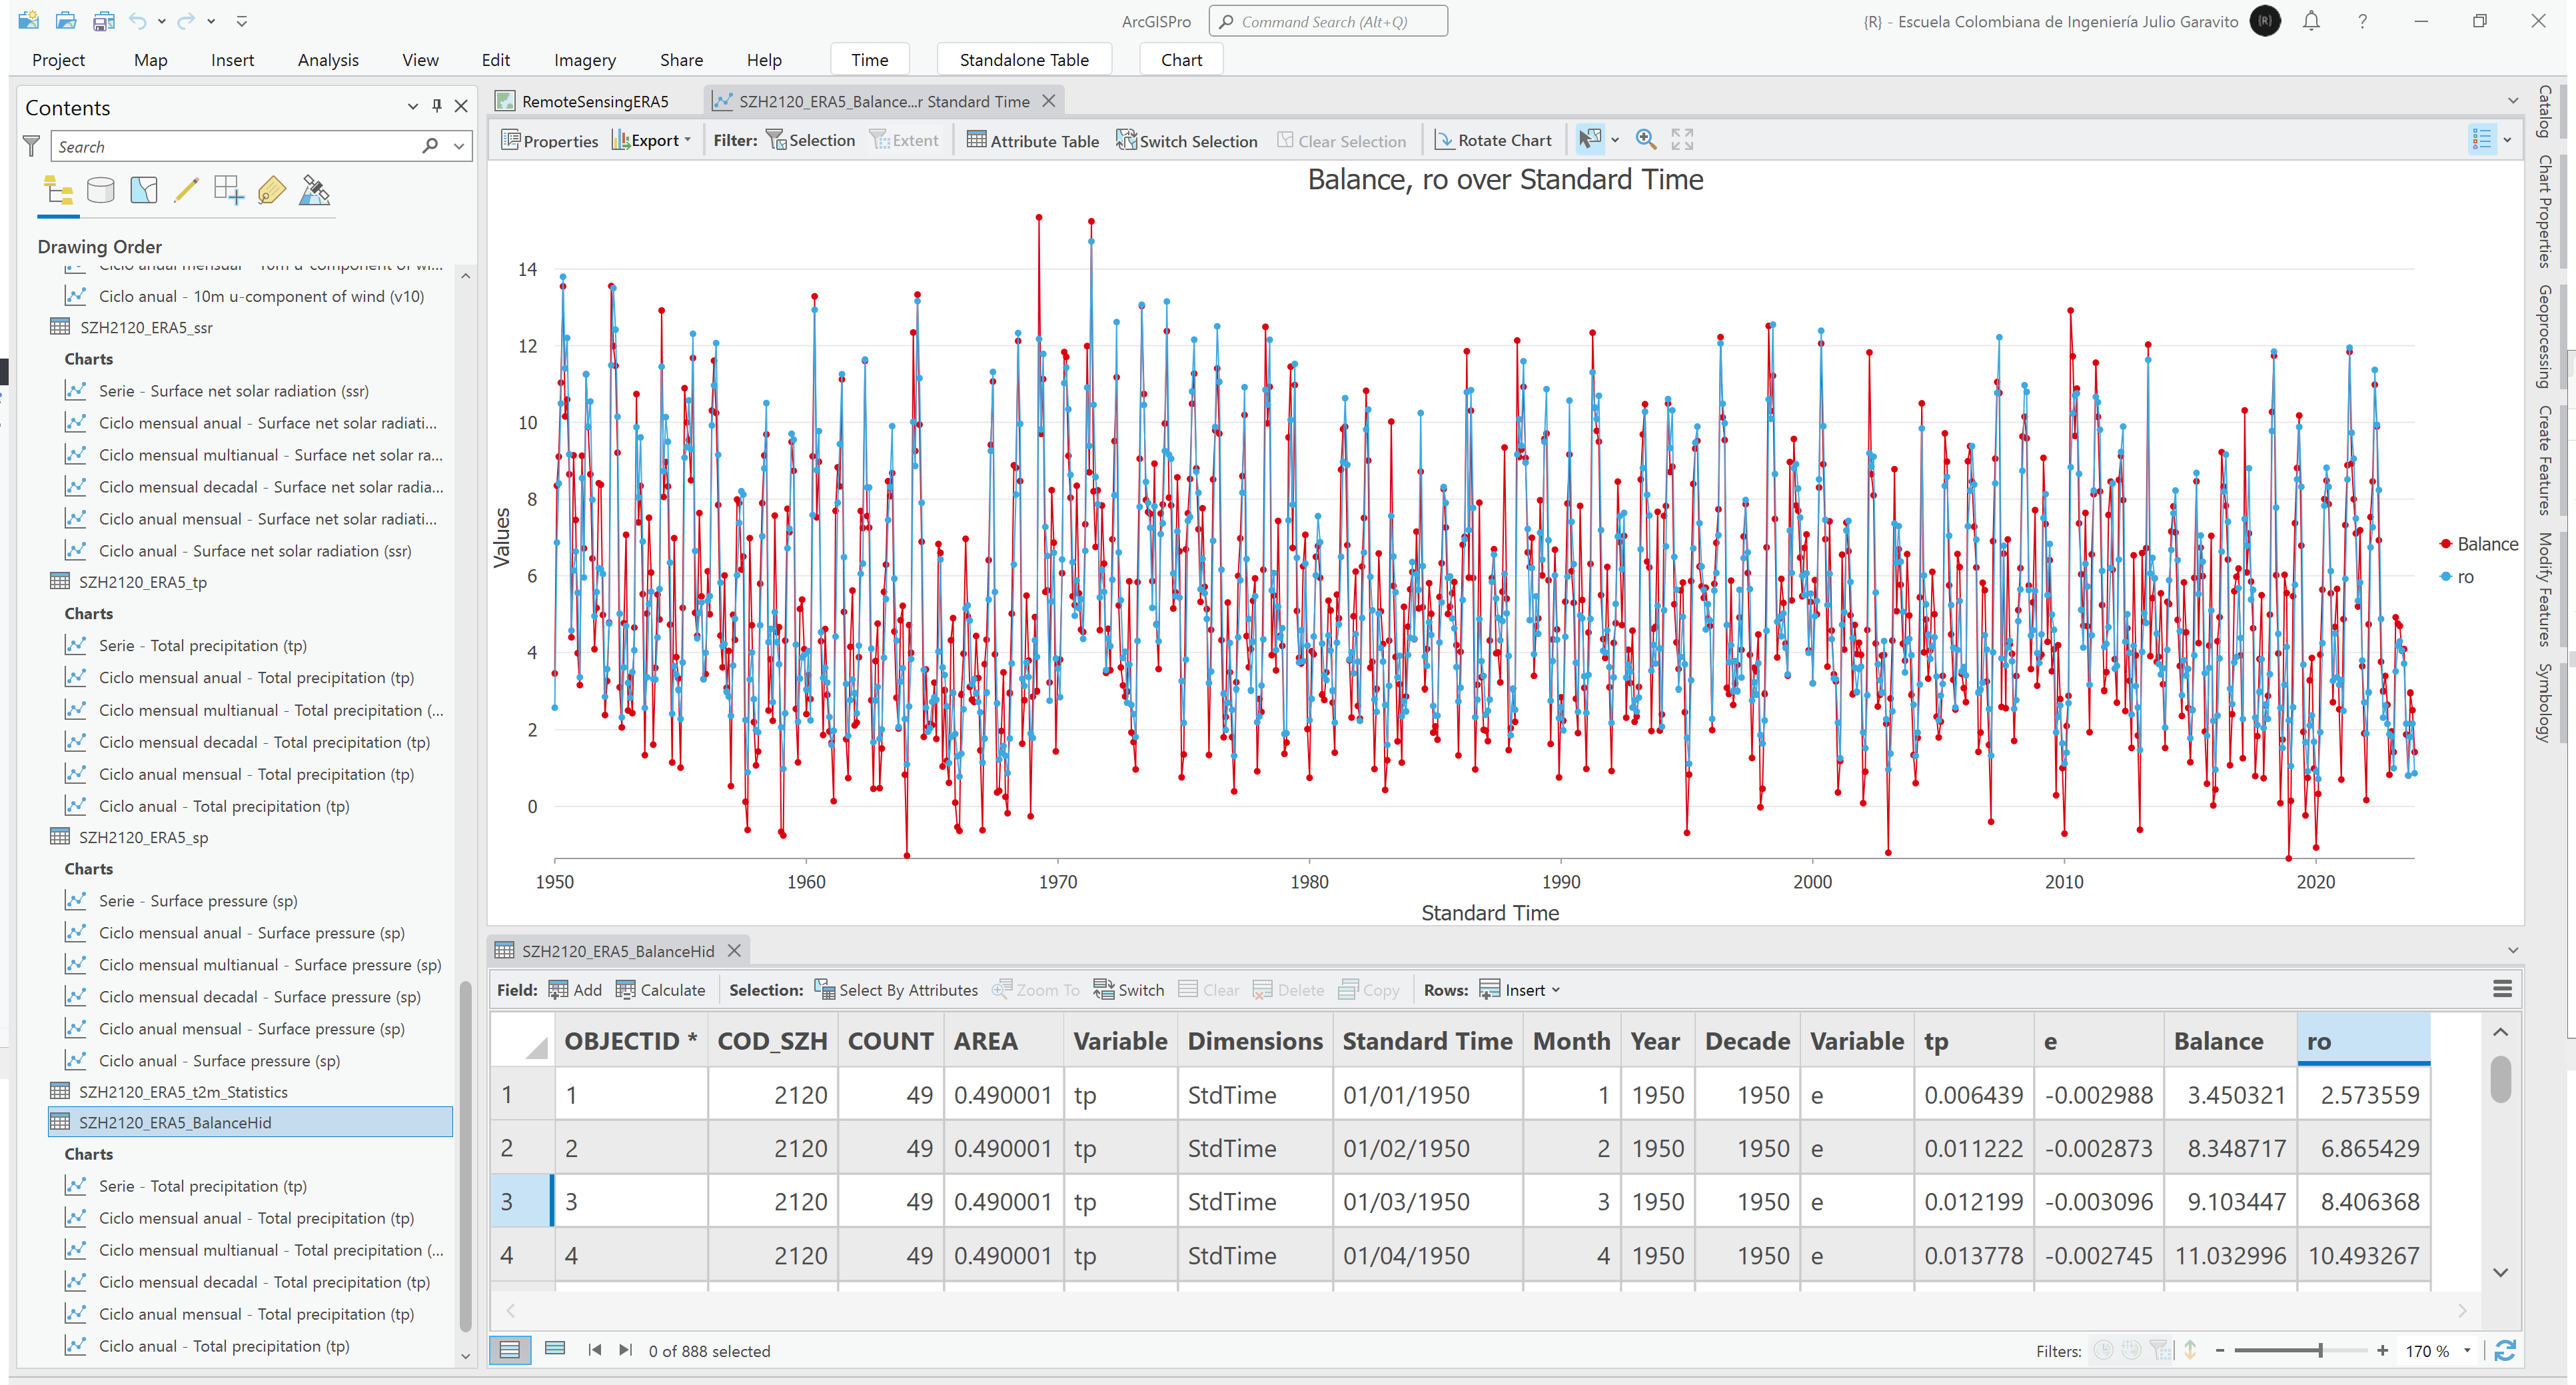 ArcGISPro
Command Search (Alt+Q)
{R} - Escuela Colombiana de Ingeniería Julio Garavito
{R}
?
Project Map Insert Analysis View Edit Imagery Share Help Time Standalone Table Chart
Contents
Search
Drawing Order
Ciclo anual mensual - 10m u-component of wi...
Ciclo anual - 10m u-component of wind (v10)
SZH2120_ERA5_ssr
Charts
Serie - Surface net solar radiation (ssr)
Ciclo mensual anual - Surface net solar radiati...
Ciclo mensual multianual - Surface net solar ra...
Ciclo mensual decadal - Surface net solar radia...
Ciclo anual mensual - Surface net solar radiati...
Ciclo anual - Surface net solar radiation (ssr)
SZH2120_ERA5_tp
Charts
Serie - Total precipitation (tp)
Ciclo mensual anual - Total precipitation (tp)
Ciclo mensual multianual - Total precipitation (...
Ciclo mensual decadal - Total precipitation (tp)
Ciclo anual mensual - Total precipitation (tp)
Ciclo anual - Total precipitation (tp)
SZH2120_ERA5_sp
Charts
Serie - Surface pressure (sp)
Ciclo mensual anual - Surface pressure (sp)
Ciclo mensual multianual - Surface pressure (sp)
Ciclo mensual decadal - Surface pressure (sp)
Ciclo anual mensual - Surface pressure (sp)
Ciclo anual - Surface pressure (sp)
SZH2120_ERA5_t2m_Statistics
SZH2120_ERA5_BalanceHid
Charts
Serie - Total precipitation (tp)
Ciclo mensual anual - Total precipitation (tp)
Ciclo mensual multianual - Total precipitation (...
Ciclo mensual decadal - Total precipitation (tp)
Ciclo anual mensual - Total precipitation (tp)
Ciclo anual - Total precipitation (tp)
RemoteSensingERA5
SZH2120_ERA5_Balance...r Standard Time
Properties Export Filter: Selection Extent Attribute Table Switch Selection Clear Selection Rotate Chart
Balance, ro over Standard Time
Values
14
12
10
8
6
4
2
0
1950 1960 1970 1980 1990 2000 2010 2020
Standard Time
Balance
ro
SZH2120_ERA5_BalanceHid
Field: Add Calculate Selection: Select By Attributes Zoom To Switch Clear Delete Copy Rows: Insert
OBJECTID * COD_SZH COUNT AREA Variable Dimensions Standard Time Month Year Decade Variable tp e Balance ro
1 1 2120 49 0.490001 tp StdTime 01/01/1950 1 1950 1950 e 0.006439 -0.002988 3.450321 2.573559
2 2 2120 49 0.490001 tp StdTime 01/02/1950 2 1950 1950 e 0.011222 -0.002873 8.348717 6.865429
3 3 2120 49 0.490001 tp StdTime 01/03/1950 3 1950 1950 e 0.012199 -0.003096 9.103447 8.406368
4 4 2120 49 0.490001 tp StdTime 01/04/1950 4 1950 1950 e 0.013778 -0.002745 11.032996 10.493267
0 of 888 selected
Filters:
170 %
Catalog
Chart Properties
Geoprocessing
Create Features
Modify Features
Symbology